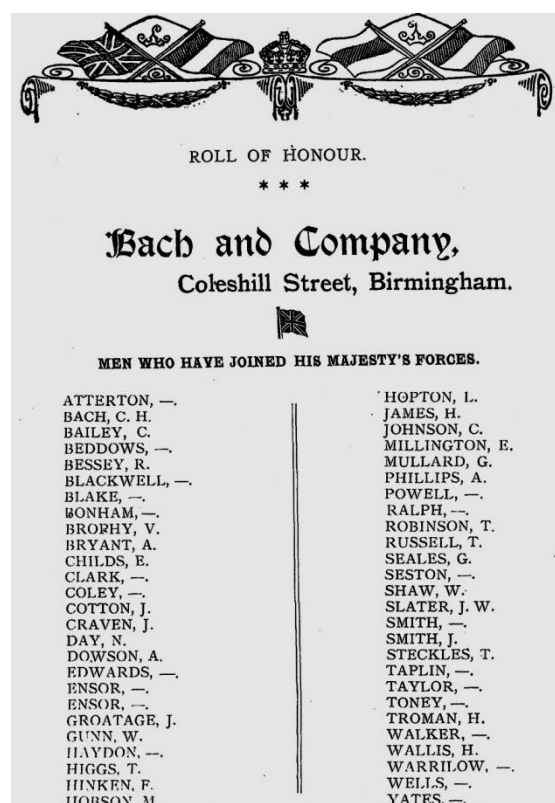 ROLL OF HONOUR.
* * *
Bach and Company,
Coleshill Street, Birmingham.
MEN WHO HAVE JOINED HIS MAJESTY'S FORCES.
ATTERTON, —.
BACH, C. H.
BAILEY, C.
BEDDOWS, —.
BESSEY, R.
BLACKWELL, —.
BLAKE, —.
BONHAM, —.
BROPHY, V.
BRYANT, A.
CHILDS, E.
CLARK, —.
COLEY, —.
COTTON, J.
CRAVEN, J.
DAY, N.
DOWSON, A.
EDWARDS, —.
ENSOR, —.
ENSOR, —.
GROATAGE, J.
GUNN, W.
HAYDON, —.
HIGGS, T.
HINKEN, F.
HOBSON, M.
HOPTON, L.
JAMES, H.
JOHNSON, C.
MILLINGTON, E.
MULLARD, G.
PHILLIPS, A.
POWELL, —.
RALPH, —.
ROBINSON, T.
RUSSELL, T.
SEALES, G.
SESTON, —.
SHAW, W.
SLATER, J. W.
SMITH, —.
SMITH, J.
STECKLES, T.
TAPLIN, —.
TAYLOR, —.
TONEY, —.
TROMAN, H.
WALKER, —.
WALLIS, H.
WARRILOW, —.
WELLS, —.
YATES, —.